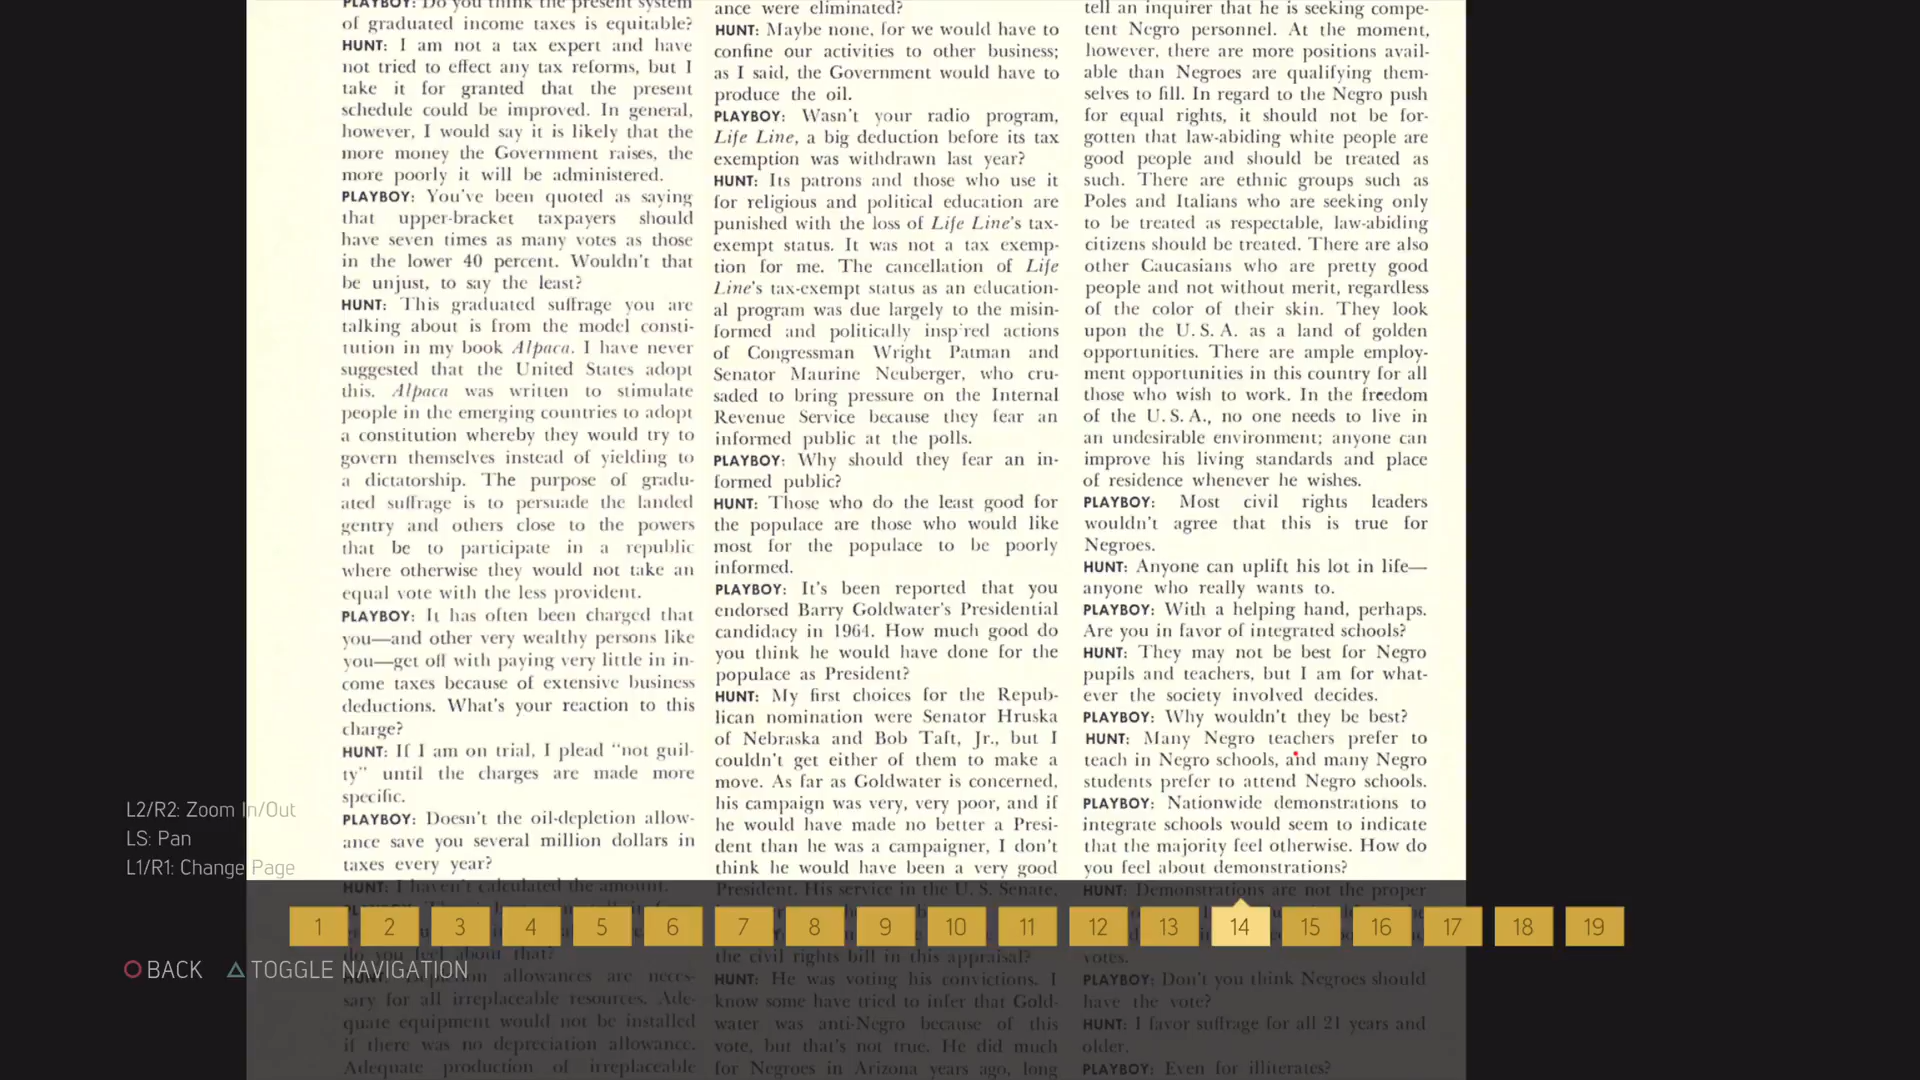 PLAYBOY: Do you think the present system
of graduated income taxes is equitable?
HUNT: I am not a tax expert and have
not tried to effect any tax reforms, but I
take it for granted that the present
schedule could be improved. In general,
however, I would say it is likely that the
more money the Government raises, the
more poorly it will be administered.
PLAYBOY: You've been quoted as saying
that upper-bracket taxpayers should
have seven times as many votes as those
in the lower 40 percent. Wouldn't that
be unjust, to say the least?
HUNT: This graduated suffrage you are
talking about is from the model consti-
tution in my book Alpaca. I have never
suggested that the United States adopt
this. Alpaca was written to stimulate
people in the emerging countries to adopt
a constitution whereby they would try to
govern themselves instead of yielding to
a dictatorship. The purpose of gradu-
ated suffrage is to persuade the landed
gentry and others close to the powers
that be to participate in a republic
where otherwise they would not take an
equal vote with the less provident.
PLAYBOY: It has often been charged that
you—and other very wealthy persons like
you—get off with paying very little in in-
come taxes because of extensive business
deductions. What's your reaction to this
charge?
HUNT: If I am on trial, I plead "not guil-
ty" until the charges are made more
specific.
PLAYBOY: Doesn't the oil-depletion allow-
ance save you several million dollars in
taxes every year?
HUNT: I haven't calculated the amount.
do you feel about that?
HUNT: Depletion allowances are neces-
sary for all irreplaceable resources. Ade-
quate equipment would not be installed
if there was no depreciation allowance.
Adequate production of irreplaceable
ance were eliminated?
HUNT: Maybe none, for we would have to
confine our activities to other business;
as I said, the Government would have to
produce the oil.
PLAYBOY: Wasn't your radio program,
Life Line, a big deduction before its tax
exemption was withdrawn last year?
HUNT: Its patrons and those who use it
for religious and political education are
punished with the loss of Life Line's tax-
exempt status. It was not a tax exemp-
tion for me. The cancellation of Life
Line's tax-exempt status as an education-
al program was due largely to the misin-
formed and politically inspired actions
of Congressman Wright Patman and
Senator Maurine Neuberger, who cru-
saded to bring pressure on the Internal
Revenue Service because they fear an
informed public at the polls.
PLAYBOY: Why should they fear an in-
formed public?
HUNT: Those who do the least good for
the populace are those who would like
most for the populace to be poorly
informed.
PLAYBOY: It's been reported that you
endorsed Barry Goldwater's Presidential
candidacy in 1964. How much good do
you think he would have done for the
populace as President?
HUNT: My first choices for the Repub-
lican nomination were Senator Hruska
of Nebraska and Bob Taft, Jr., but I
couldn't get either of them to make a
move. As far as Goldwater is concerned,
his campaign was very, very poor, and if
he would have made no better a Presi-
dent than he was a campaigner, I don't
think he would have been a very good
President. His service in the U. S. Senate,
the civil rights bill in this appraisal?
HUNT: He was voting his convictions. I
know some have tried to infer that Gold-
water was anti-Negro because of this
vote, but that's not true. He did much
for Negroes in Arizona years ago, long
tell an inquirer that he is seeking compe-
tent Negro personnel. At the moment,
however, there are more positions avail-
able than Negroes are qualifying them-
selves to fill. In regard to the Negro push
for equal rights, it should not be for-
gotten that law-abiding white people are
good people and should be treated as
such. There are ethnic groups such as
Poles and Italians who are seeking only
to be treated as respectable, law-abiding
citizens should be treated. There are also
other Caucasians who are pretty good
people and not without merit, regardless
of the color of their skin. They look
upon the U. S. A. as a land of golden
opportunities. There are ample employ-
ment opportunities in this country for all
those who wish to work. In the freedom
of the U. S. A., no one needs to live in
an undesirable environment; anyone can
improve his living standards and place
of residence whenever he wishes.
PLAYBOY: Most civil rights leaders
wouldn't agree that this is true for
Negroes.
HUNT: Anyone can uplift his lot in life—
anyone who really wants to.
PLAYBOY: With a helping hand, perhaps.
Are you in favor of integrated schools?
HUNT: They may not be best for Negro
pupils and teachers, but I am for what-
ever the society involved decides.
PLAYBOY: Why wouldn't they be best?
HUNT: Many Negro teachers prefer to
teach in Negro schools, and many Negro
students prefer to attend Negro schools.
PLAYBOY: Nationwide demonstrations to
integrate schools would seem to indicate
that the majority feel otherwise. How do
you feel about demonstrations?
HUNT: Demonstrations are not the proper
votes.
PLAYBOY: Don't you think Negroes should
have the vote?
HUNT: I favor suffrage for all 21 years and
older.
PLAYBOY: Even for illiterates?
L2/R2: Zoom In/Out
LS: Pan
L1/R1: Change Page
1 2 3 4 5 6 7 8 9 10 11 12 13 14 15 16 17 18 19
BACK TOGGLE NAVIGATION